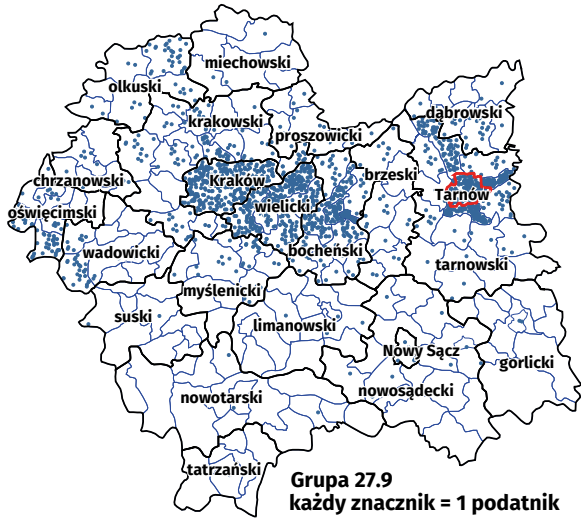 miechowski
olkuski
dąbrowski
krakowski
proszowicki
brzeski
chrzanowski
Kraków
Tarnów
wielicki
oświęcimski
wadowicki
bocheński
tarnowski
myślenicki
suski
limanowski
Nowy Sącz
gorlicki
nowotarski
nowosądecki
tatrzański
Grupa 27.9
każdy znacznik = 1 podatnik